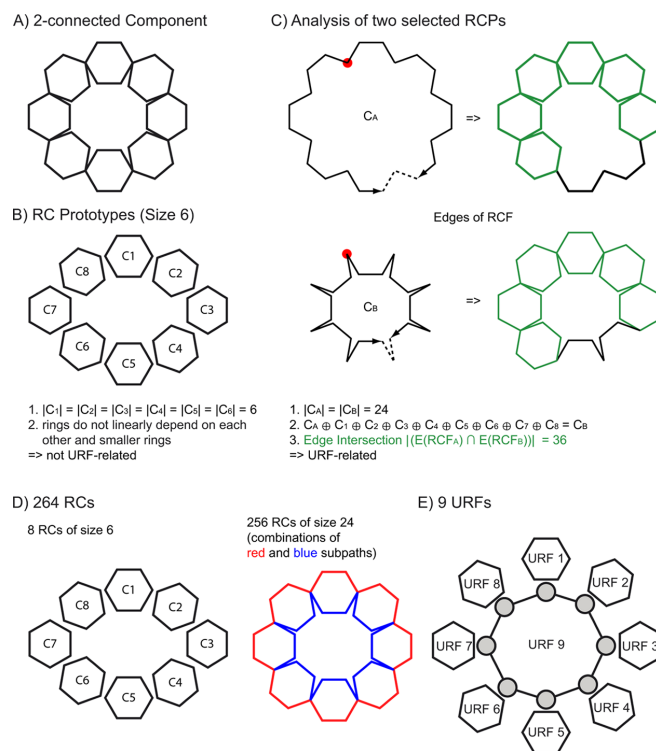 A) 2-connected Component
C) Analysis of two selected RCPs
CA
=>
B) RC Prototypes (Size 6)
Edges of RCF
C1
C2
C3
C4
C5
C6
C7
C8
CB
=>
1. |C1| = |C2| = |C3| = |C4| = |C5| = |C6| = 6
2. rings do not linearly depend on each
other and smaller rings
=> not URF-related
1. |CA| = |CB| = 24
2. CA ⊕ C1 ⊕ C2 ⊕ C3 ⊕ C4 ⊕ C5 ⊕ C6 ⊕ C7 ⊕ C8 = CB
3. Edge Intersection |(E(RCFA) ∩ E(RCFB))| = 36
=> URF-related
D) 264 RCs
8 RCs of size 6
256 RCs of size 24
(combinations of
red and blue subpaths)
E) 9 URFs
C1
C2
C3
C4
C5
C6
C7
C8
URF 1
URF 2
URF 3
URF 4
URF 5
URF 6
URF 7
URF 8
URF 9